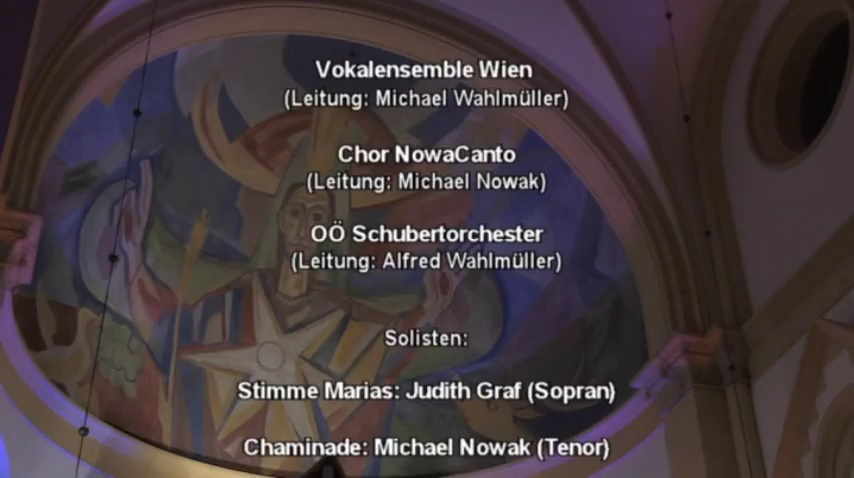 Vokalensemble Wien
(Leitung: Michael Wahlmüller)
Chor NowaCanto
(Leitung: Michael Nowak)
OÖ Schubertorchester
(Leitung: Alfred Wahlmüller)
Solisten:
Stimme Marias: Judith Graf (Sopran)
Chaminade: Michael Nowak (Tenor)